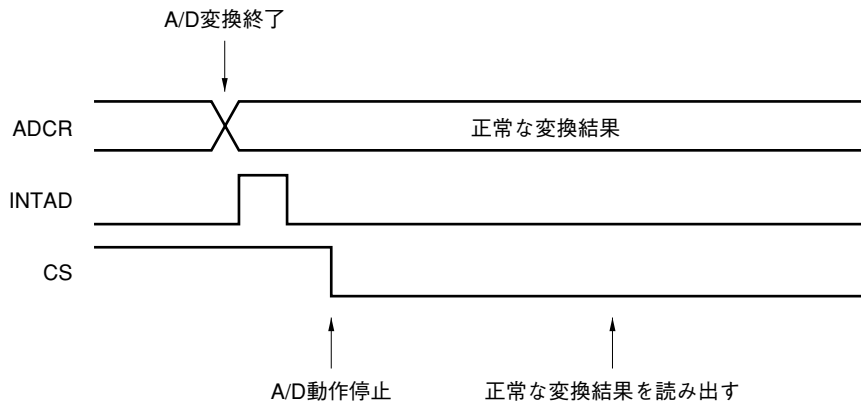 A/D変換終了
ADCR
正常な変換結果
INTAD
CS
A/D動作停止
正常な変換結果を読み出す